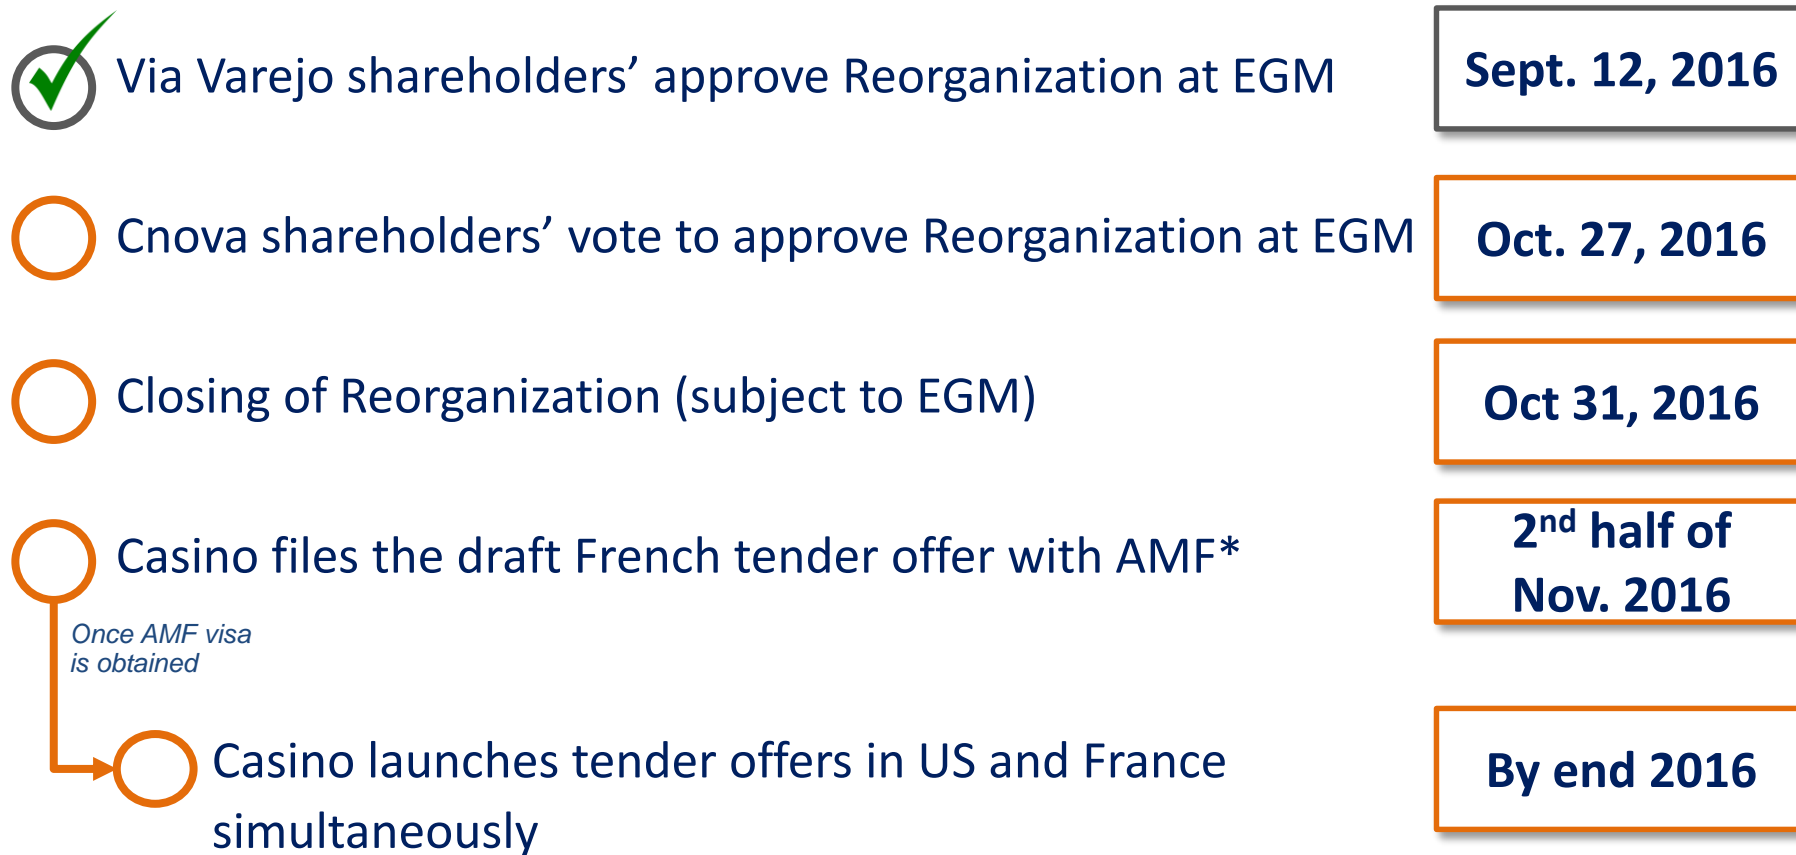 Via Varejo shareholders’ approve Reorganization at EGM
Sept. 12, 2016
Cnova shareholders’ vote to approve Reorganization at EGM
Oct. 27, 2016
Closing of Reorganization (subject to EGM)
Oct 31, 2016
Casino files the draft French tender offer with AMF*
2nd half of
Nov. 2016
Once AMF visa
is obtained
Casino launches tender offers in US and France
simultaneously
By end 2016